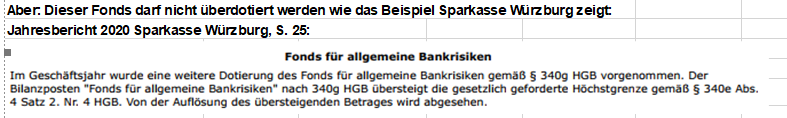 Aber: Dieser Fonds darf nicht überdotiert werden wie das Beispiel Sparkasse Würzburg zeigt:
Jahresbericht 2020 Sparkasse Würzburg, S. 25:
Fonds für allgemeine Bankrisiken
Im Geschäftsjahr wurde eine weitere Dotierung des Fonds für allgemeine Bankrisiken gemäß § 340g HGB vorgenommen. Der
Bilanzposten "Fonds für allgemeine Bankrisiken" nach 340g HGB übersteigt die gesetzlich geforderte Höchstgrenze gemäß § 340e Abs.
4 Satz 2. Nr. 4 HGB. Von der Auflösung des übersteigenden Betrages wird abgesehen.